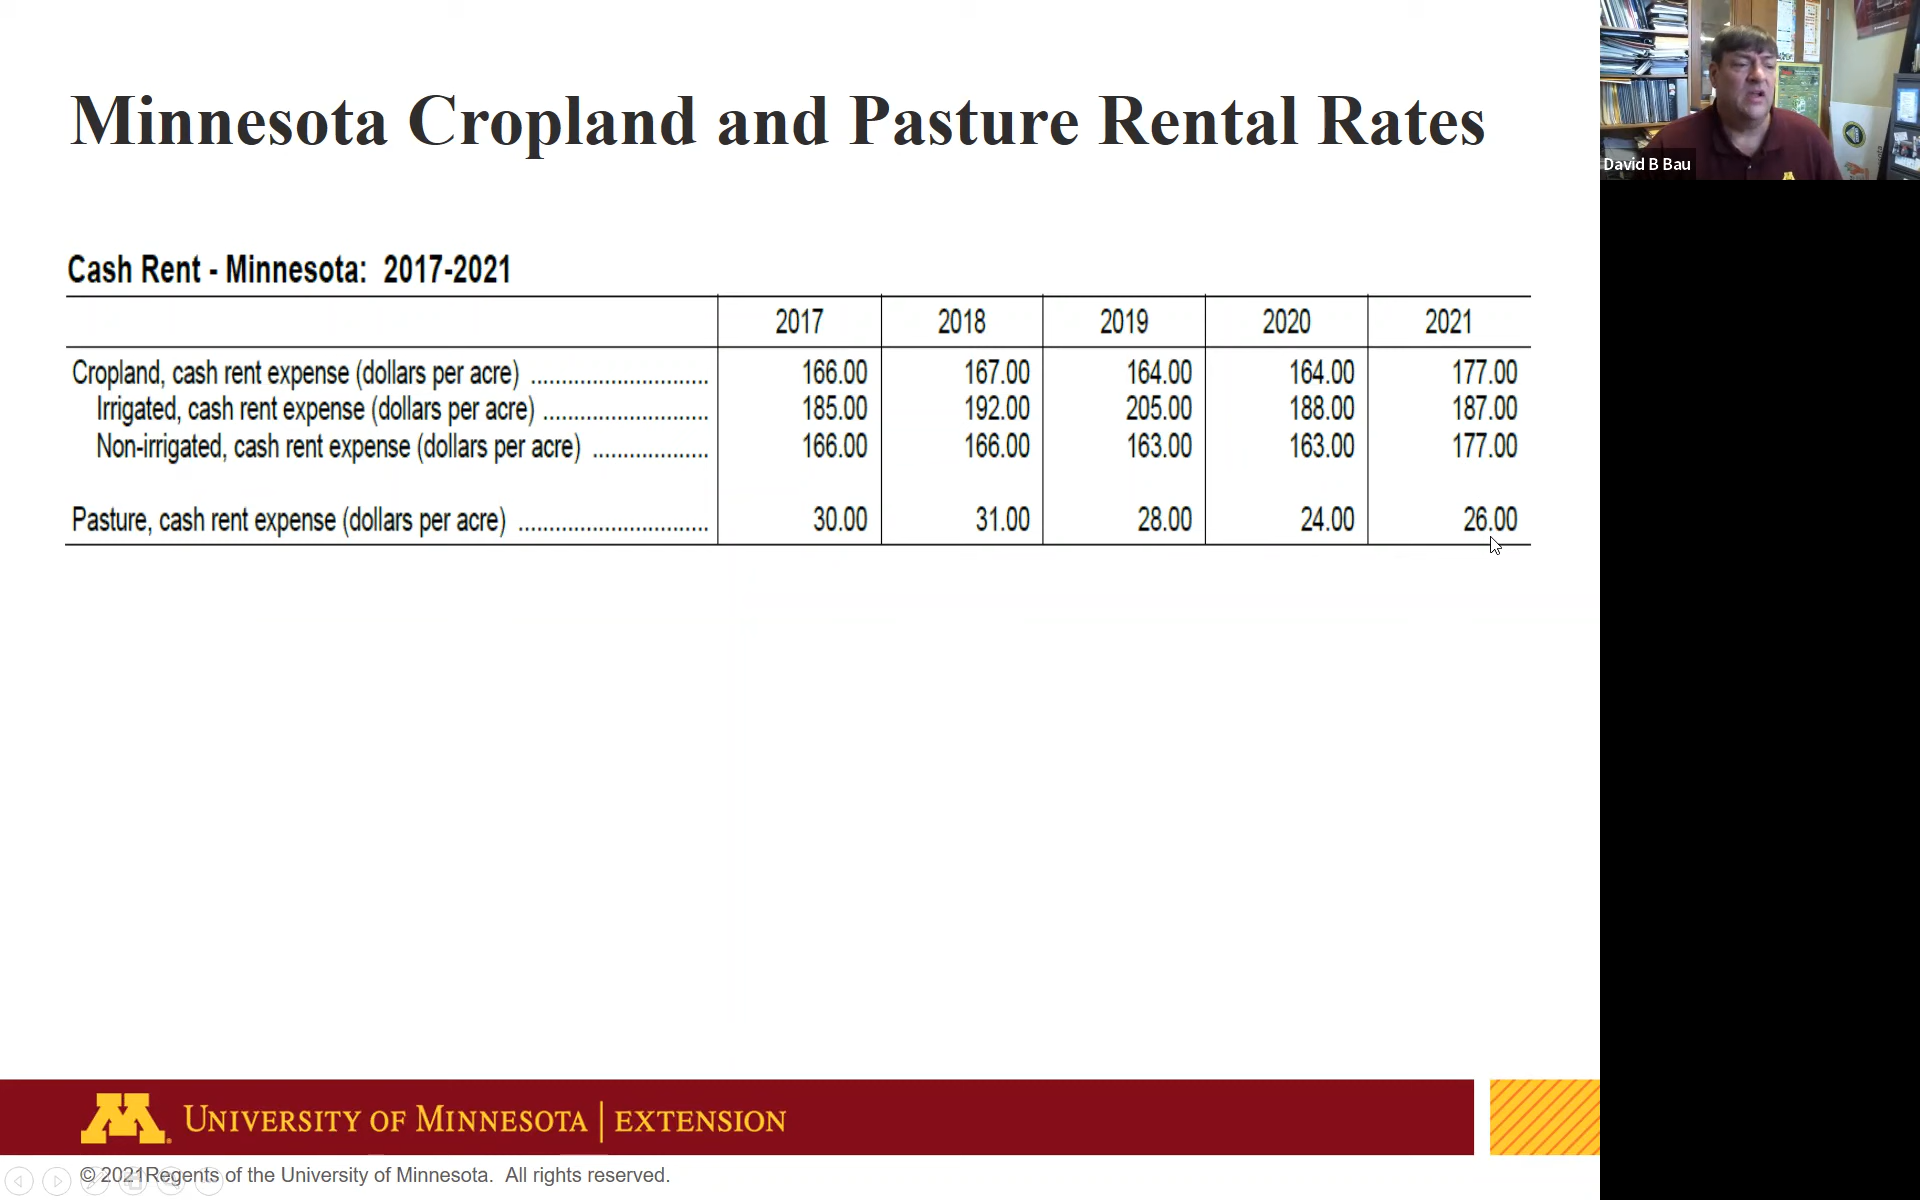 Minnesota Cropland and Pasture Rental Rates
David B Bau
Cash Rent - Minnesota: 2017-2021
2017 2018 2019 2020 2021
Cropland, cash rent expense (dollars per acre) ............................. 166.00 167.00 164.00 164.00 177.00
Irrigated, cash rent expense (dollars per acre) ........................... 185.00 192.00 205.00 188.00 187.00
Non-irrigated, cash rent expense (dollars per acre) ................... 166.00 166.00 163.00 163.00 177.00
Pasture, cash rent expense (dollars per acre) ............................... 30.00 31.00 28.00 24.00 26.00
UNIVERSITY OF MINNESOTA | EXTENSION
© 2021Regents of the University of Minnesota. All rights reserved.